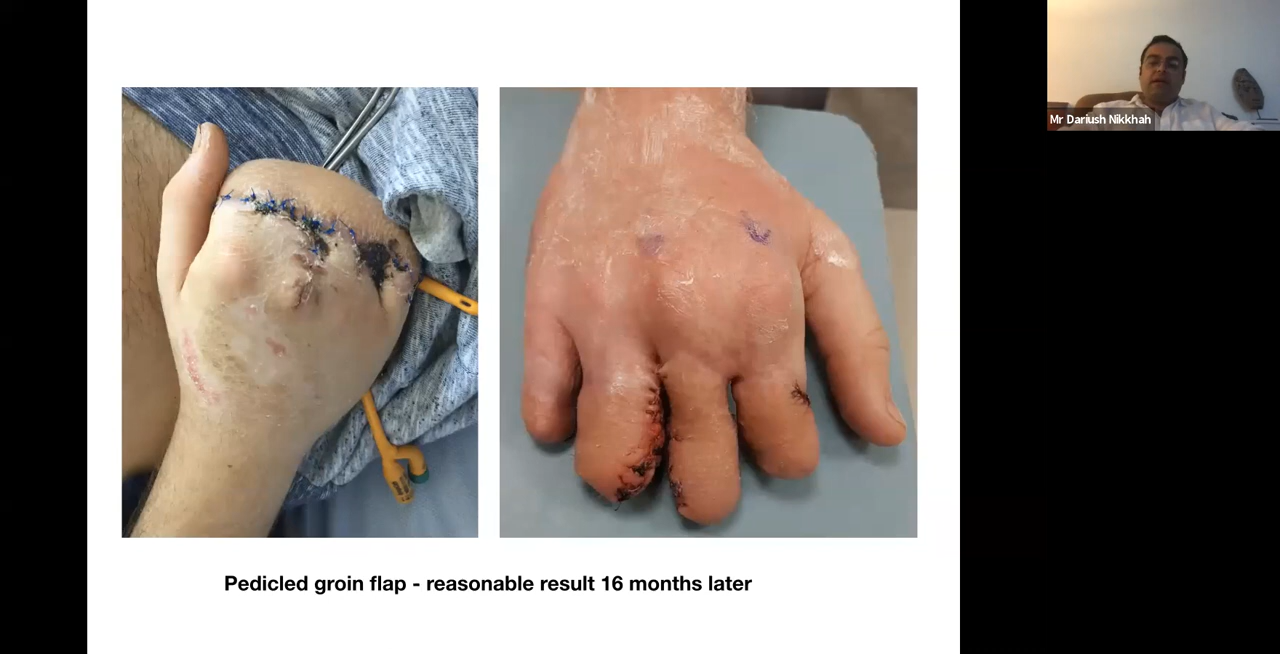 Mr Dariush Nikkhah
Pedicled groin flap - reasonable result 16 months later